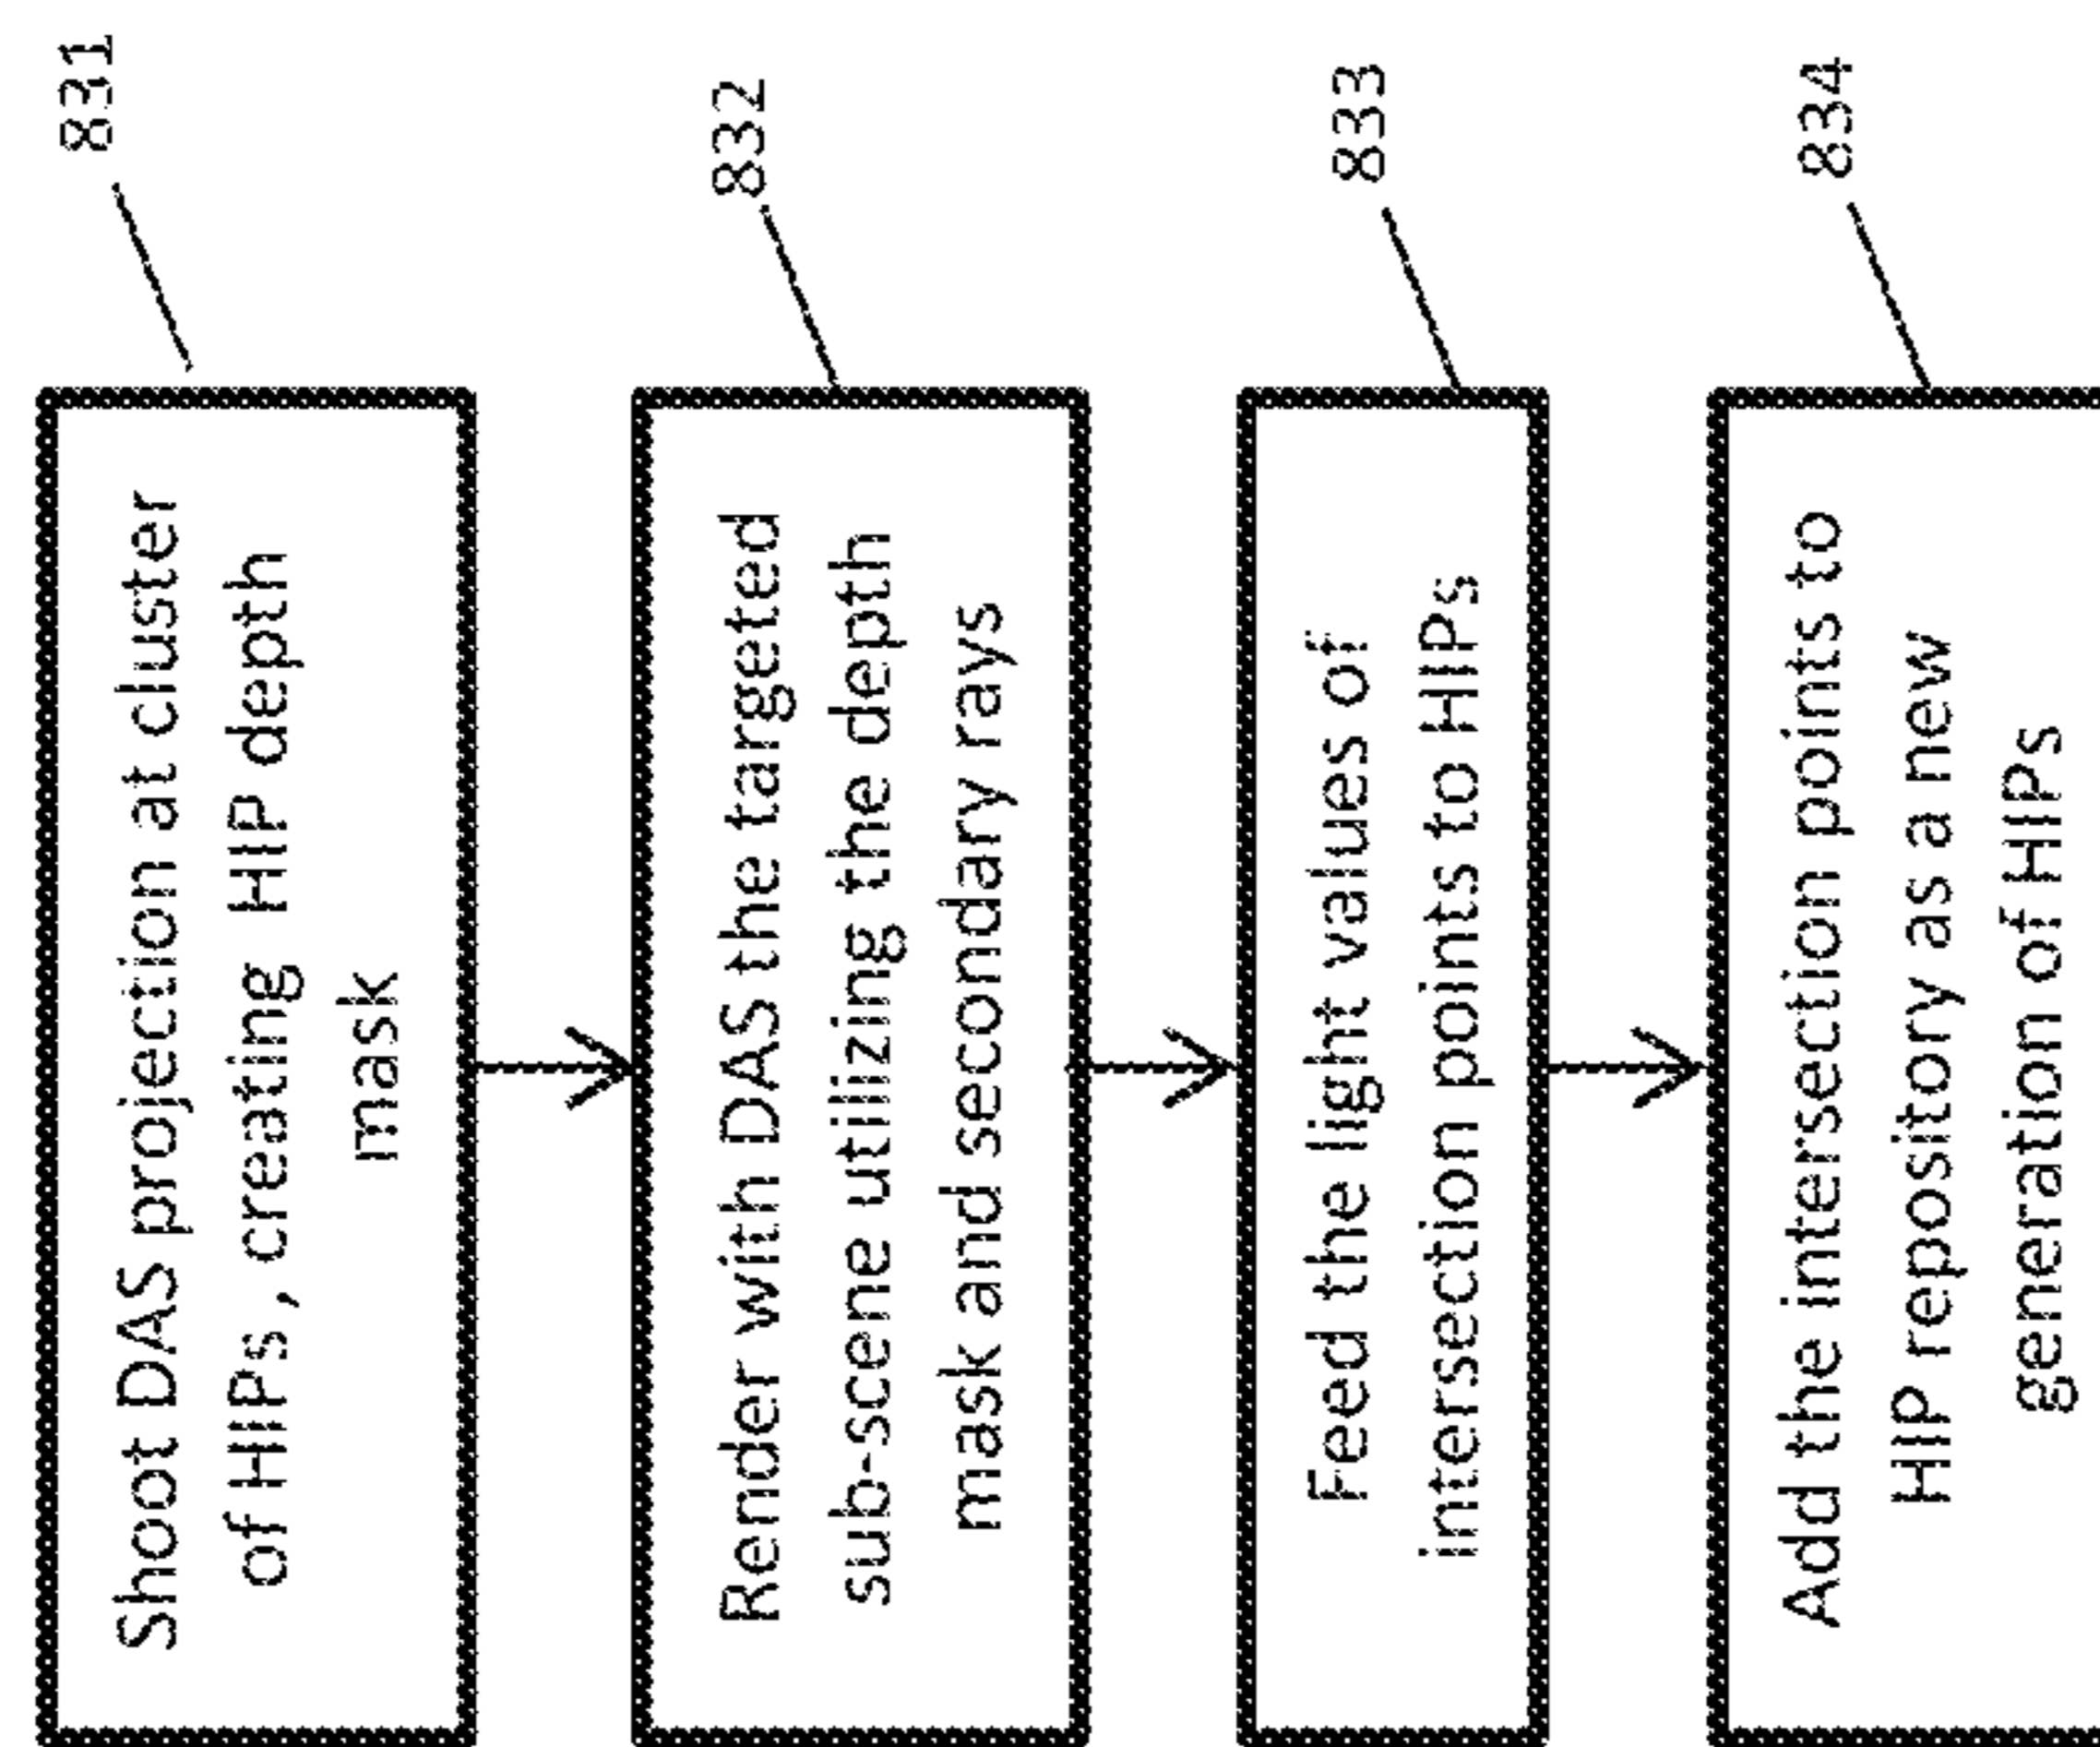 831
Shoot DAS projection at cluster
of HIPs, creating HIP depth
mask
832
Render with DAS the targeted
sub-scene utilizing the depth
mask and secondary rays
833
Feed the light values of
intersection points to HIPs
834
Add the intersection points to
HIP repository as a new
generation of HIPs